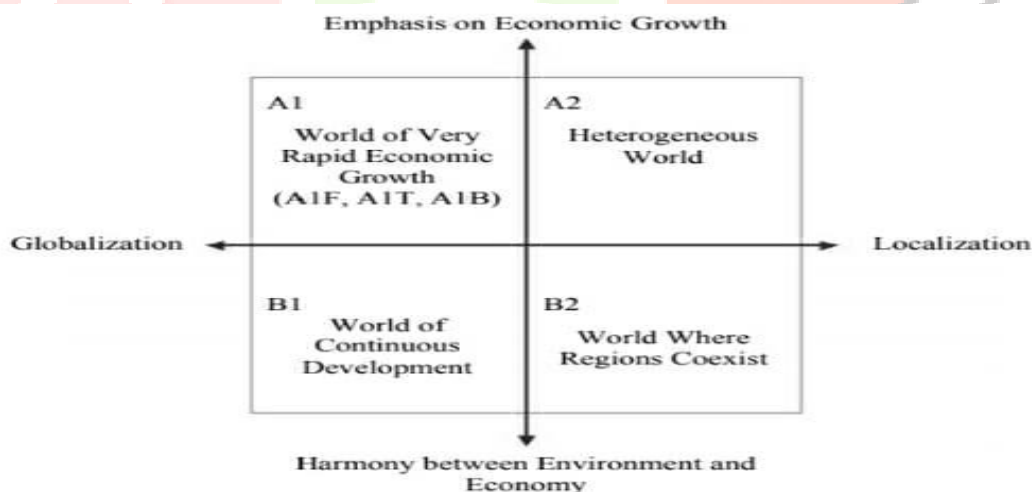 Emphasis on Economic Growth
A1
World of Very
Rapid Economic
Growth
(A1F, A1T, A1B)
A2
Heterogeneous
World
Globalization
Localization
B1
World of
Continuous
Development
B2
World Where
Regions Coexist
Harmony between Environment and
Economy